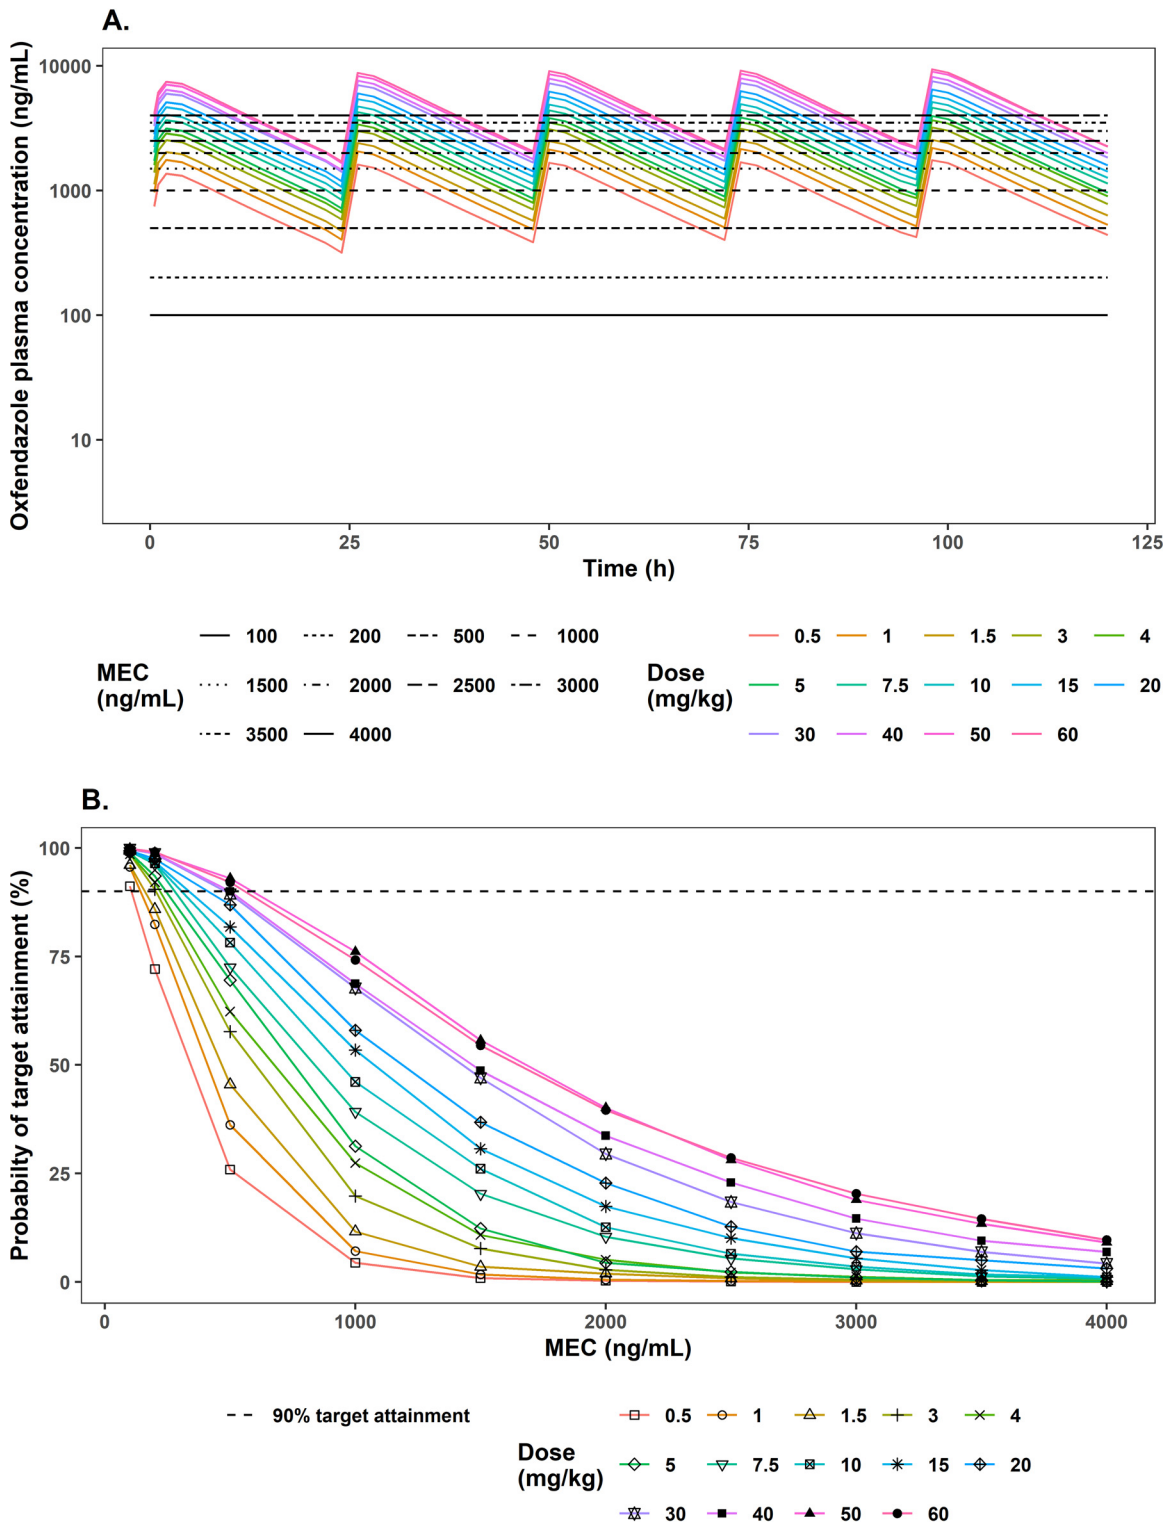 A.
Oxfendazole plasma concentration (ng/mL)
10000
1000
100
10
0 25 50 75 100 125
Time (h)
MEC
(ng/mL)
100 200 500 1000
1500 2000 2500 3000
3500 4000
Dose
(mg/kg)
0.5 1 1.5 3 4
5 7.5 10 15 20
30 40 50 60
B.
Probabilty of target attainment (%)
100
75
50
25
0
0 1000 2000 3000 4000
MEC (ng/mL)
90% target attainment
Dose
(mg/kg)
0.5 1 1.5 3 4
5 7.5 10 15 20
30 40 50 60